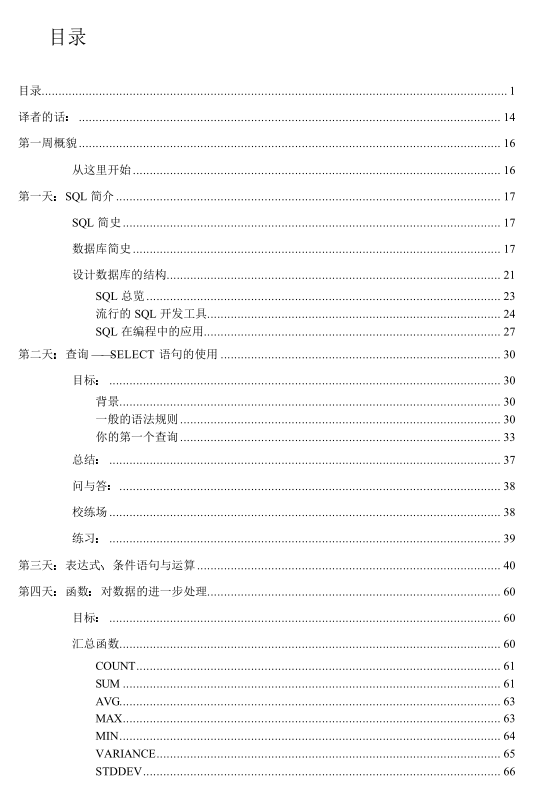 目录
目录 1
译者的话： 14
第一周概貌 16
从这里开始 16
第一天：SQL 简介 17
SQL 简史 17
数据库简史 17
设计数据库的结构 21
SQL 总览 23
流行的 SQL 开发工具 24
SQL 在编程中的应用 27
第二天：查询——SELECT 语句的使用 30
目标： 30
背景 30
一般的语法规则 30
你的第一个查询 33
总结： 37
问与答： 38
校练场 38
练习： 39
第三天：表达式、条件语句与运算 40
第四天：函数：对数据的进一步处理 60
目标： 60
汇总函数 60
COUNT 61
SUM 61
AVG 63
MAX 63
MIN 64
VARIANCE 65
STDDEV 66